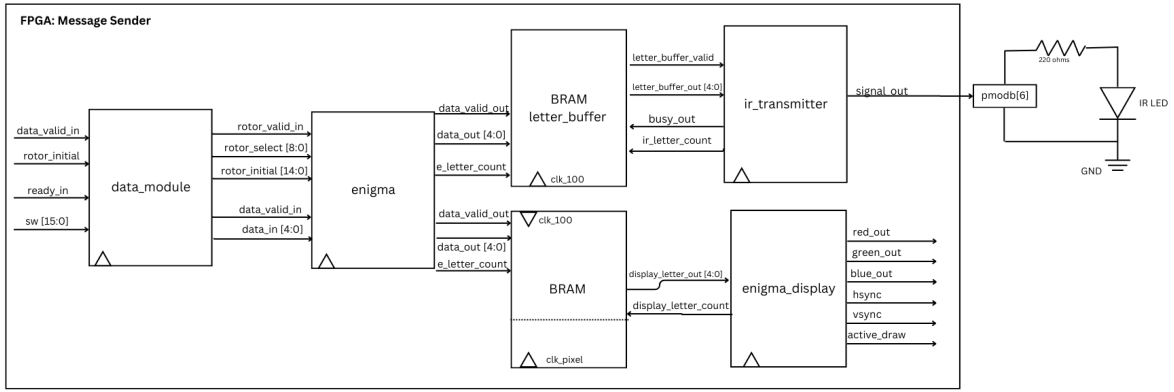 FPGA: Message Sender
data_valid_in
rotor_initial
ready_in
sw [15:0]
data_module
rotor_valid_in
rotor_select [8:0]
rotor_initial [14:0]
data_valid_in
data_in [4:0]
enigma
data_valid_out
data_out [4:0]
e_letter_count
data_valid_out
data_out [4:0]
e_letter_count
BRAM
letter_buffer
clk_100
clk_100
BRAM
clk_pixel
letter_buffer_valid
letter_buffer_out [4:0]
busy_out
ir_letter_count
ir_transmitter
display_letter_out [4:0]
display_letter_count
enigma_display
signal_out
red_out
green_out
blue_out
hsync
vsync
active_draw
pmodb[6]
220 ohms
IR LED
GND